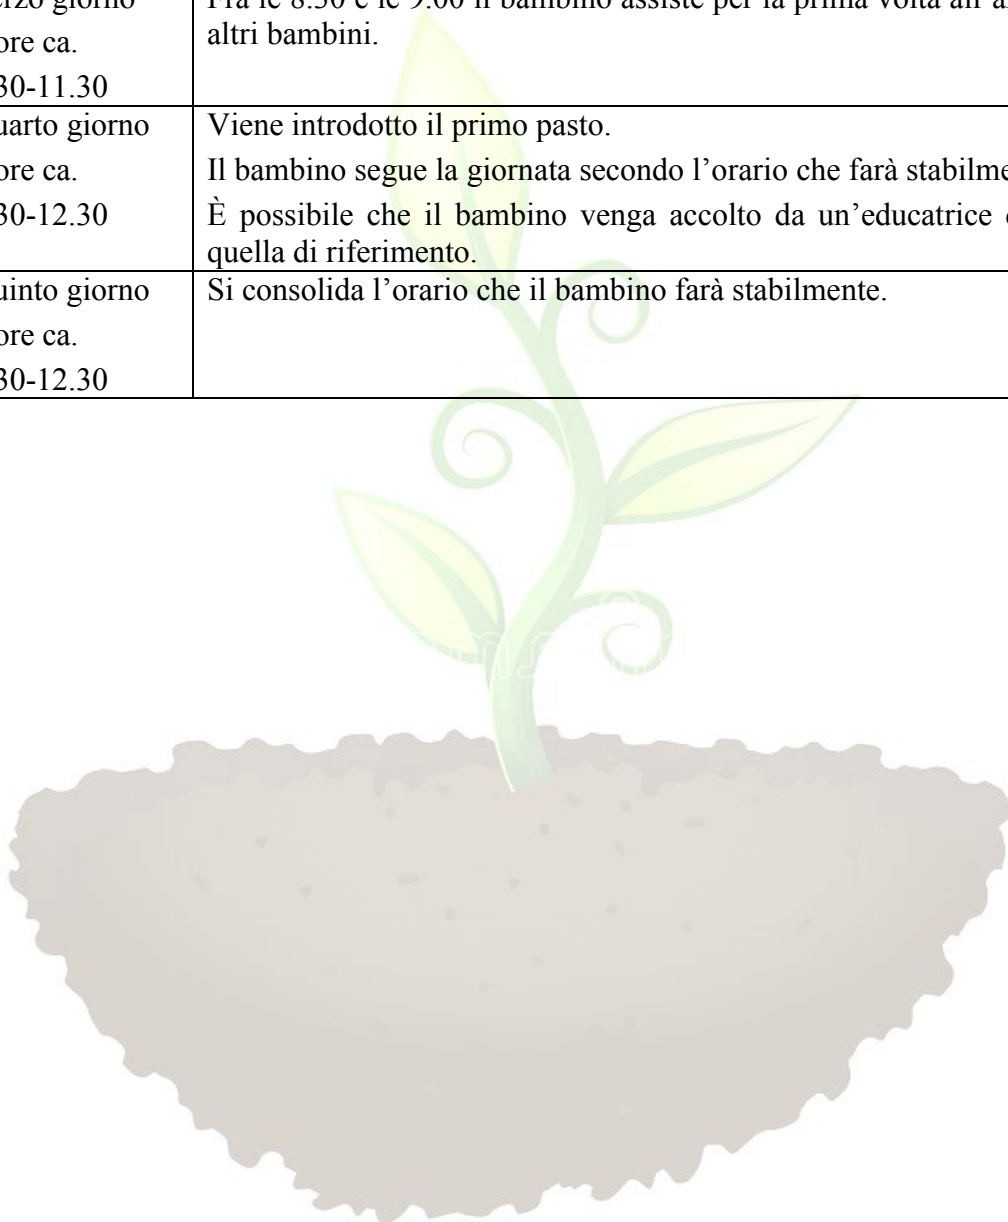 erzo giorno
Fra le 8.30 e le 9.00 il bambino assiste per la prima volta all'a
altri bambini.
ore ca.
30-11.30
uarto giorno
Viene introdotto il primo pasto.
ore ca.
Il bambino segue la giornata secondo l'orario che farà stabilme
30-12.30
È possibile che il bambino venga accolto da un'educatrice
quella di riferimento.
uinto giorno
Si consolida l'orario che il bambino farà stabilmente.
ore ca.
30-12.30